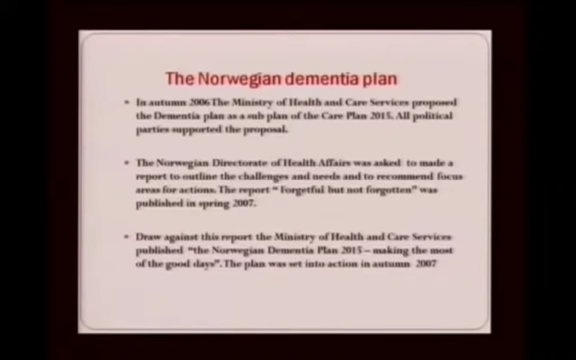 The Norwegian dementia plan
• In autumn 2006 The Ministry of Health and Care Services proposed
the Dementia plan as a sub plan of the Care Plan 2015. All political
parties supported the proposal.
• The Norwegian Directorate of Health Affairs was asked to made a
report to outline the challenges and needs and to recommend focus
areas for actions. The report “ Forgetful but not forgotten” was
published in spring 2007.
• Draw against this report the Ministry of Health and Care Services
published “the Norwegian Dementia Plan 2015 – making the most
of the good days”. The plan was set into action in autumn 2007